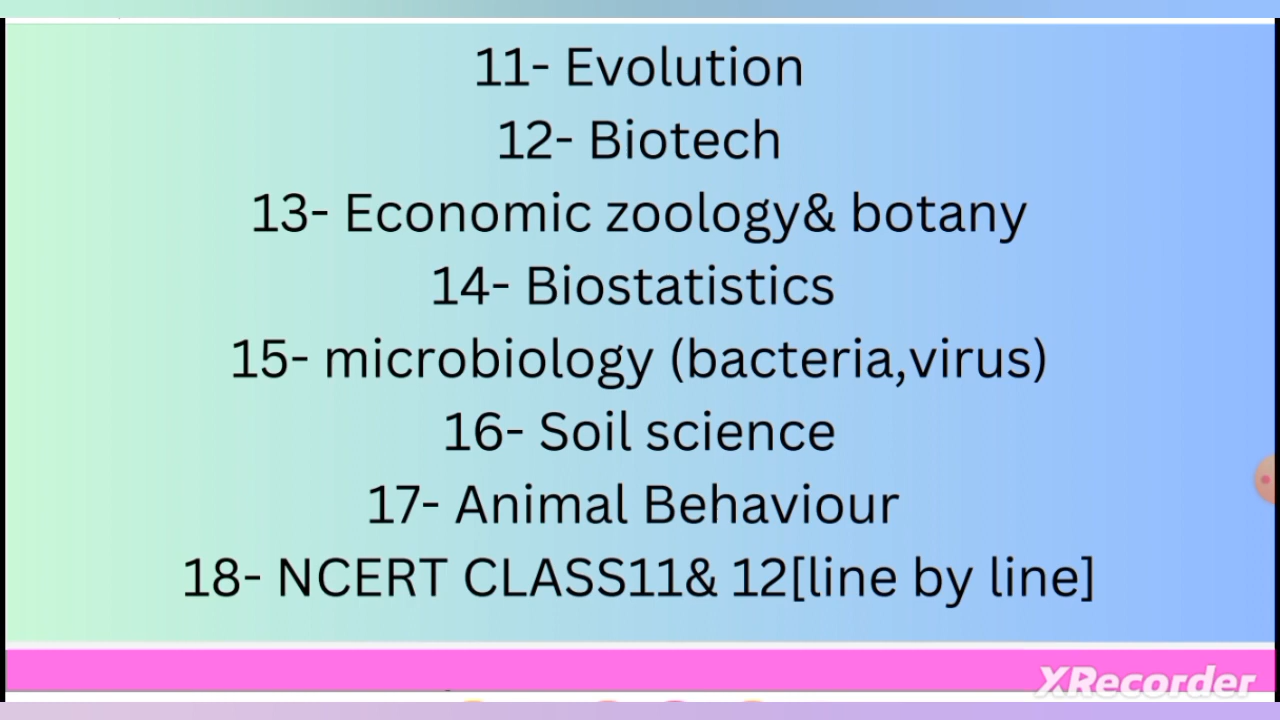 11- Evolution
12- Biotech
13- Economic zoology& botany
14- Biostatistics
15- microbiology (bacteria,virus)
16- Soil science
17- Animal Behaviour
18- NCERT CLASS11& 12[line by line]
XRecorder